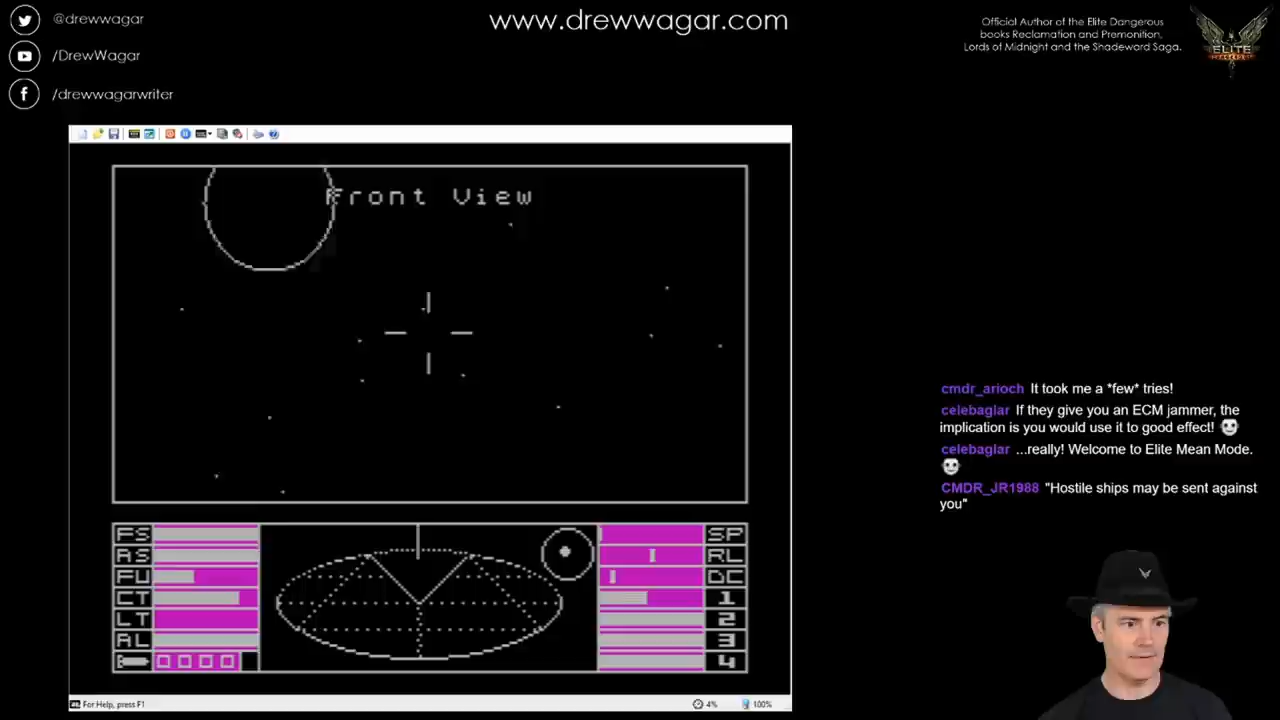 @drewwagar
/DrewWagar
/drewwagarwriter
www.drewwagar.com
Official Author of the Elite Dangerous
books Reclamation and Premonition,
Lords of Midnight and the Shadeward Saga.
ELITE
Front View
FS
AS
FU
CT
LT
AL
SP
RL
DC
1
2
3
4
For Help, press F1
4%
100%
cmdr_arioch It took me a *few* tries!
celebaglar If they give you an ECM jammer, the
implication is you would use it to good effect!
celebaglar ...really! Welcome to Elite Mean Mode.
CMDR_JR1988 "Hostile ships may be sent against
you"